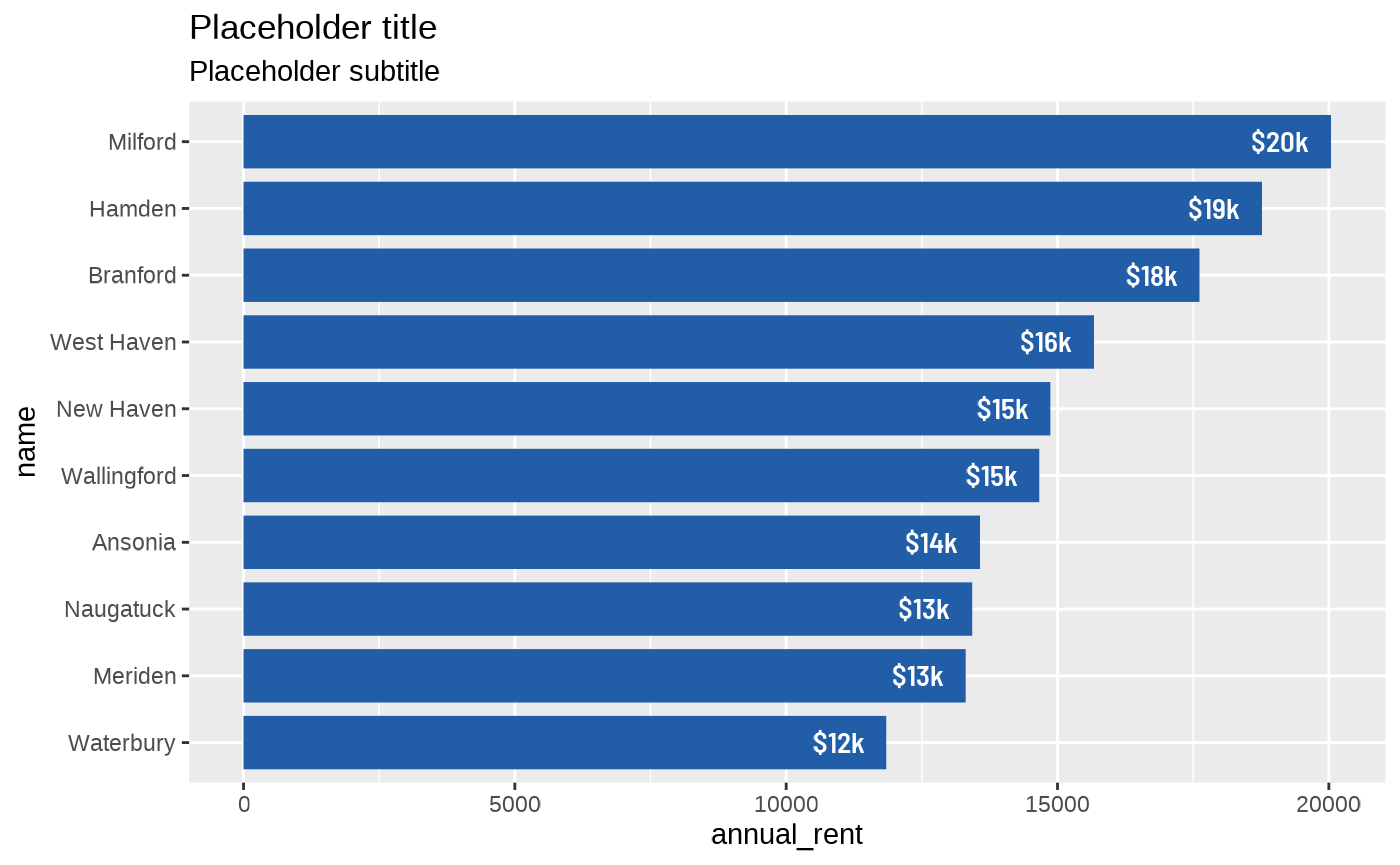 Placeholder title
Placeholder subtitle
Milford $20k
Hamden $19k
Branford $18k
West Haven $16k
New Haven $15k
Wallingford $15k
Ansonia $14k
Naugatuck $13k
Meriden $13k
Waterbury $12k
name
0 5000 10000 15000 20000
annual_rent